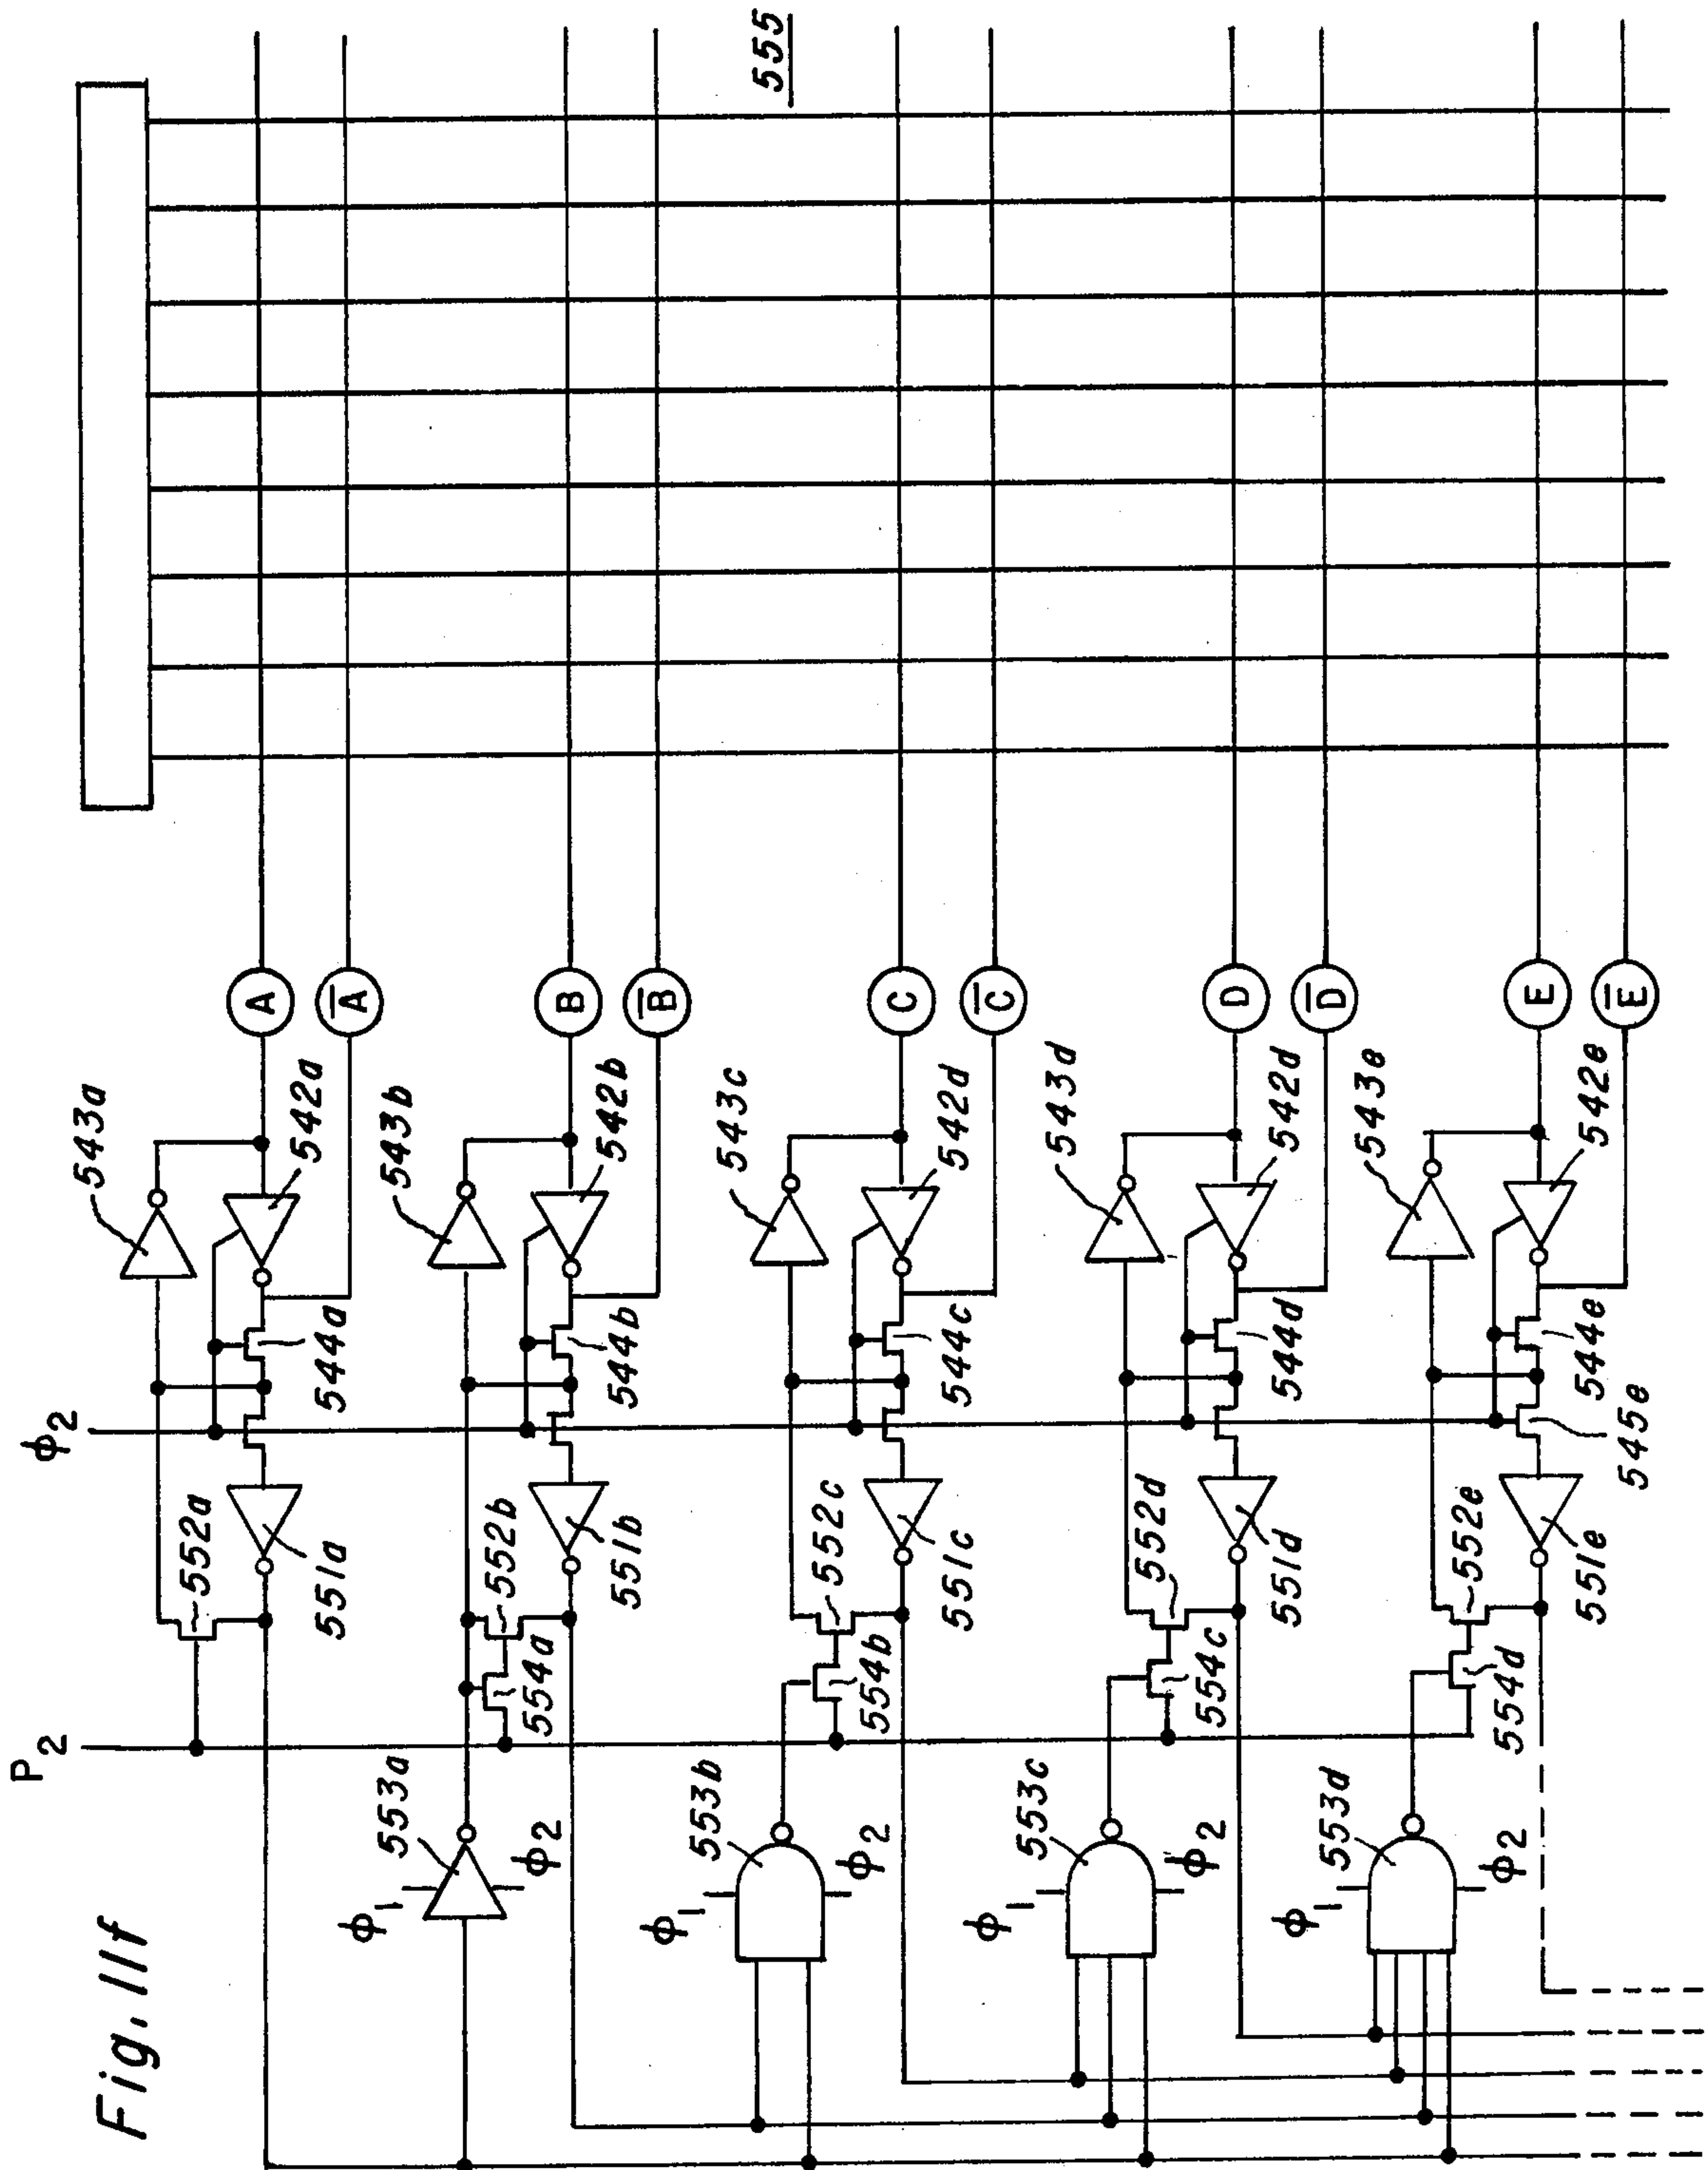 Fig. 11f
P2
ϕ2
555
543a
A
552a
544a
542a
A̅
551a
553a
ϕ1
ϕ2
543b
B
552b
554a
544b
542b
B̅
551b
553b
ϕ1
ϕ2
543c
C
552c
554b
544c
542d
C̅
551c
553c
ϕ1
ϕ2
543d
D
552d
554c
544d
542d
D̅
551d
553d
ϕ1
ϕ2
543e
E
552e
554d
544e
542e
E̅
545e
551e